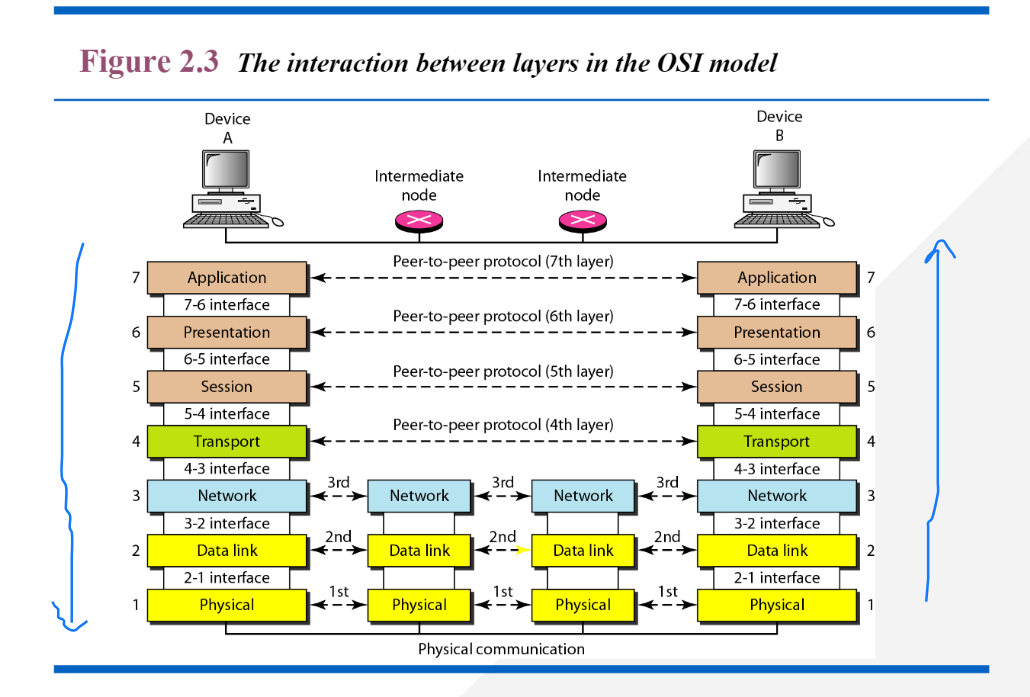 Figure 2.3 The interaction between layers in the OSI model
Device
A
Device
B
Intermediate
node
Intermediate
node
Peer-to-peer protocol (7th layer)
7 Application Application 7
7-6 interface 7-6 interface
Peer-to-peer protocol (6th layer)
6 Presentation Presentation 6
6-5 interface 6-5 interface
Peer-to-peer protocol (5th layer)
5 Session Session 5
5-4 interface 5-4 interface
Peer-to-peer protocol (4th layer)
4 Transport Transport 4
4-3 interface 4-3 interface
3rd 3rd 3rd
3 Network Network Network Network 3
3-2 interface 3-2 interface
2nd 2nd 2nd
2 Data link Data link Data link Data link 2
2-1 interface 2-1 interface
1st 1st 1st
1 Physical Physical Physical Physical 1
Physical communication